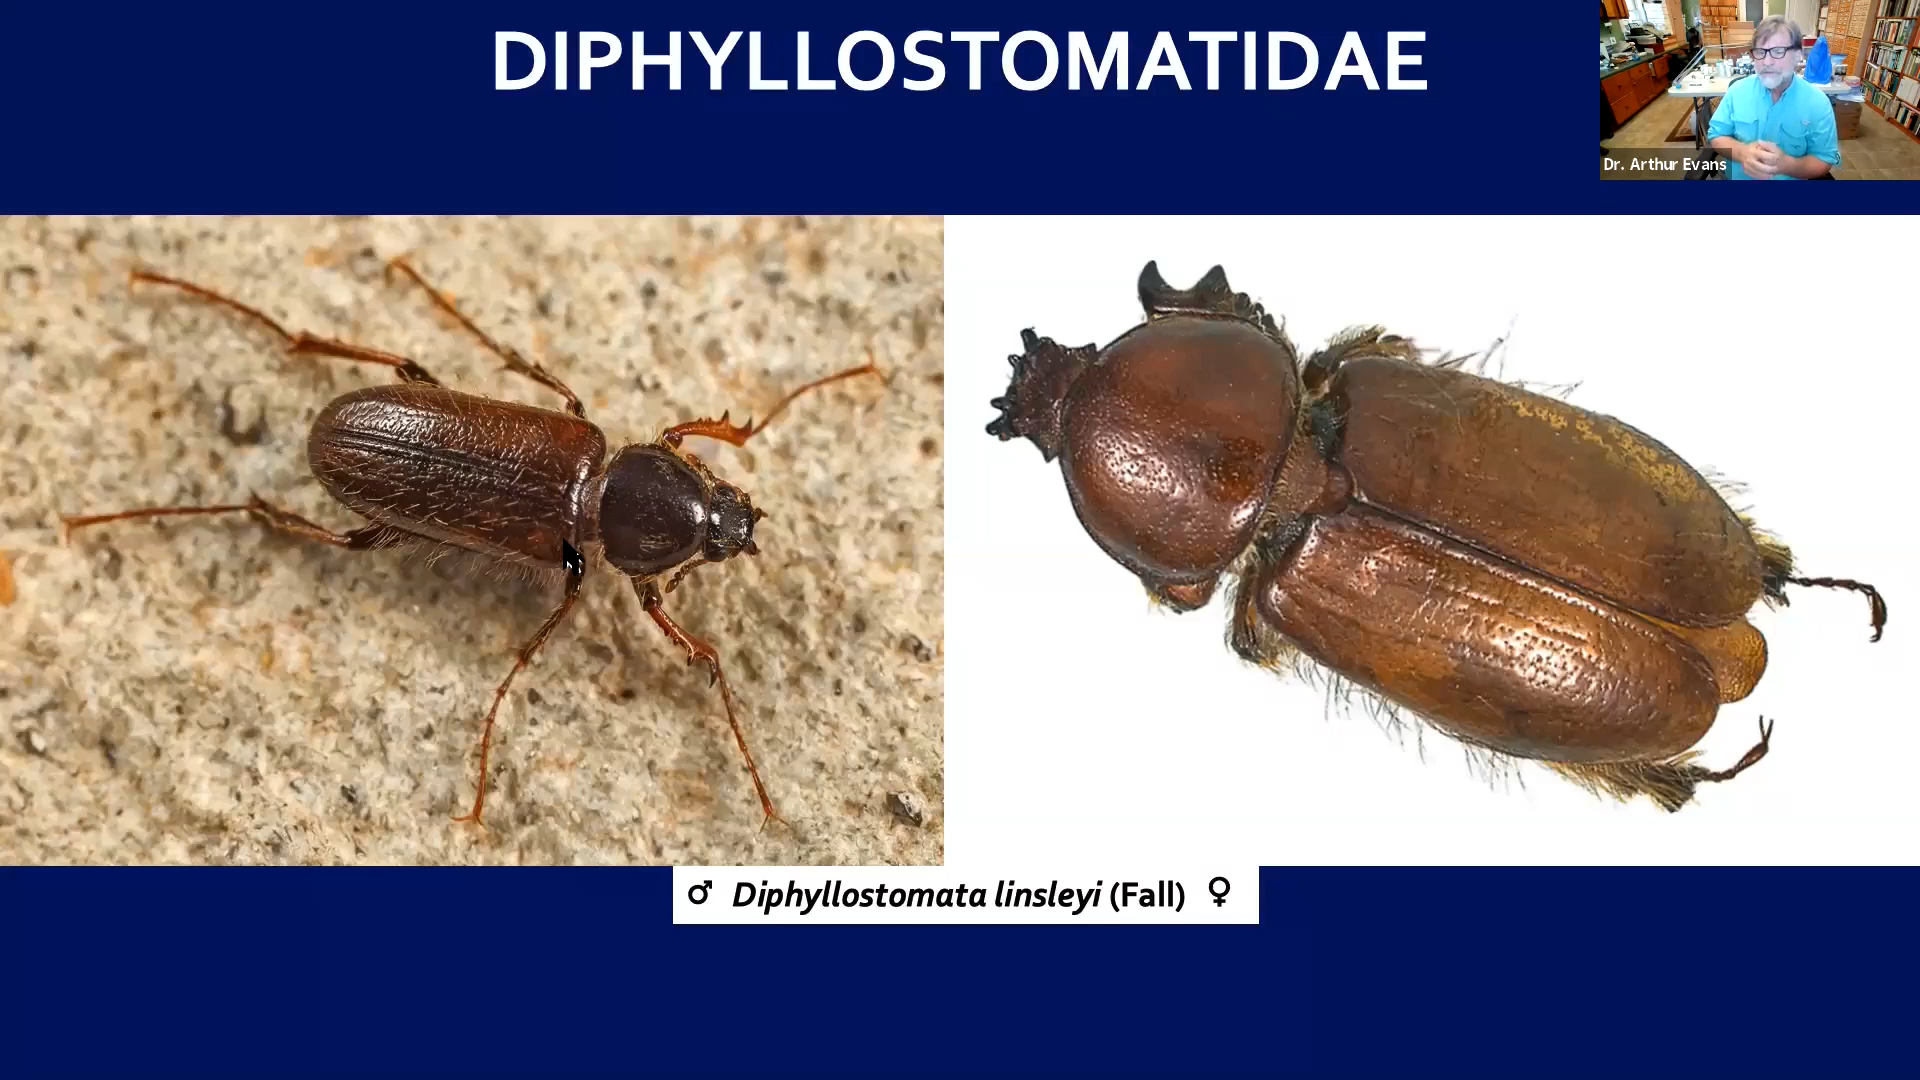 DIPHYLLOSTOMATIDAE
Dr. Arthur Evans
♂ Diphyllostomata linsleyi (Fall) ♀